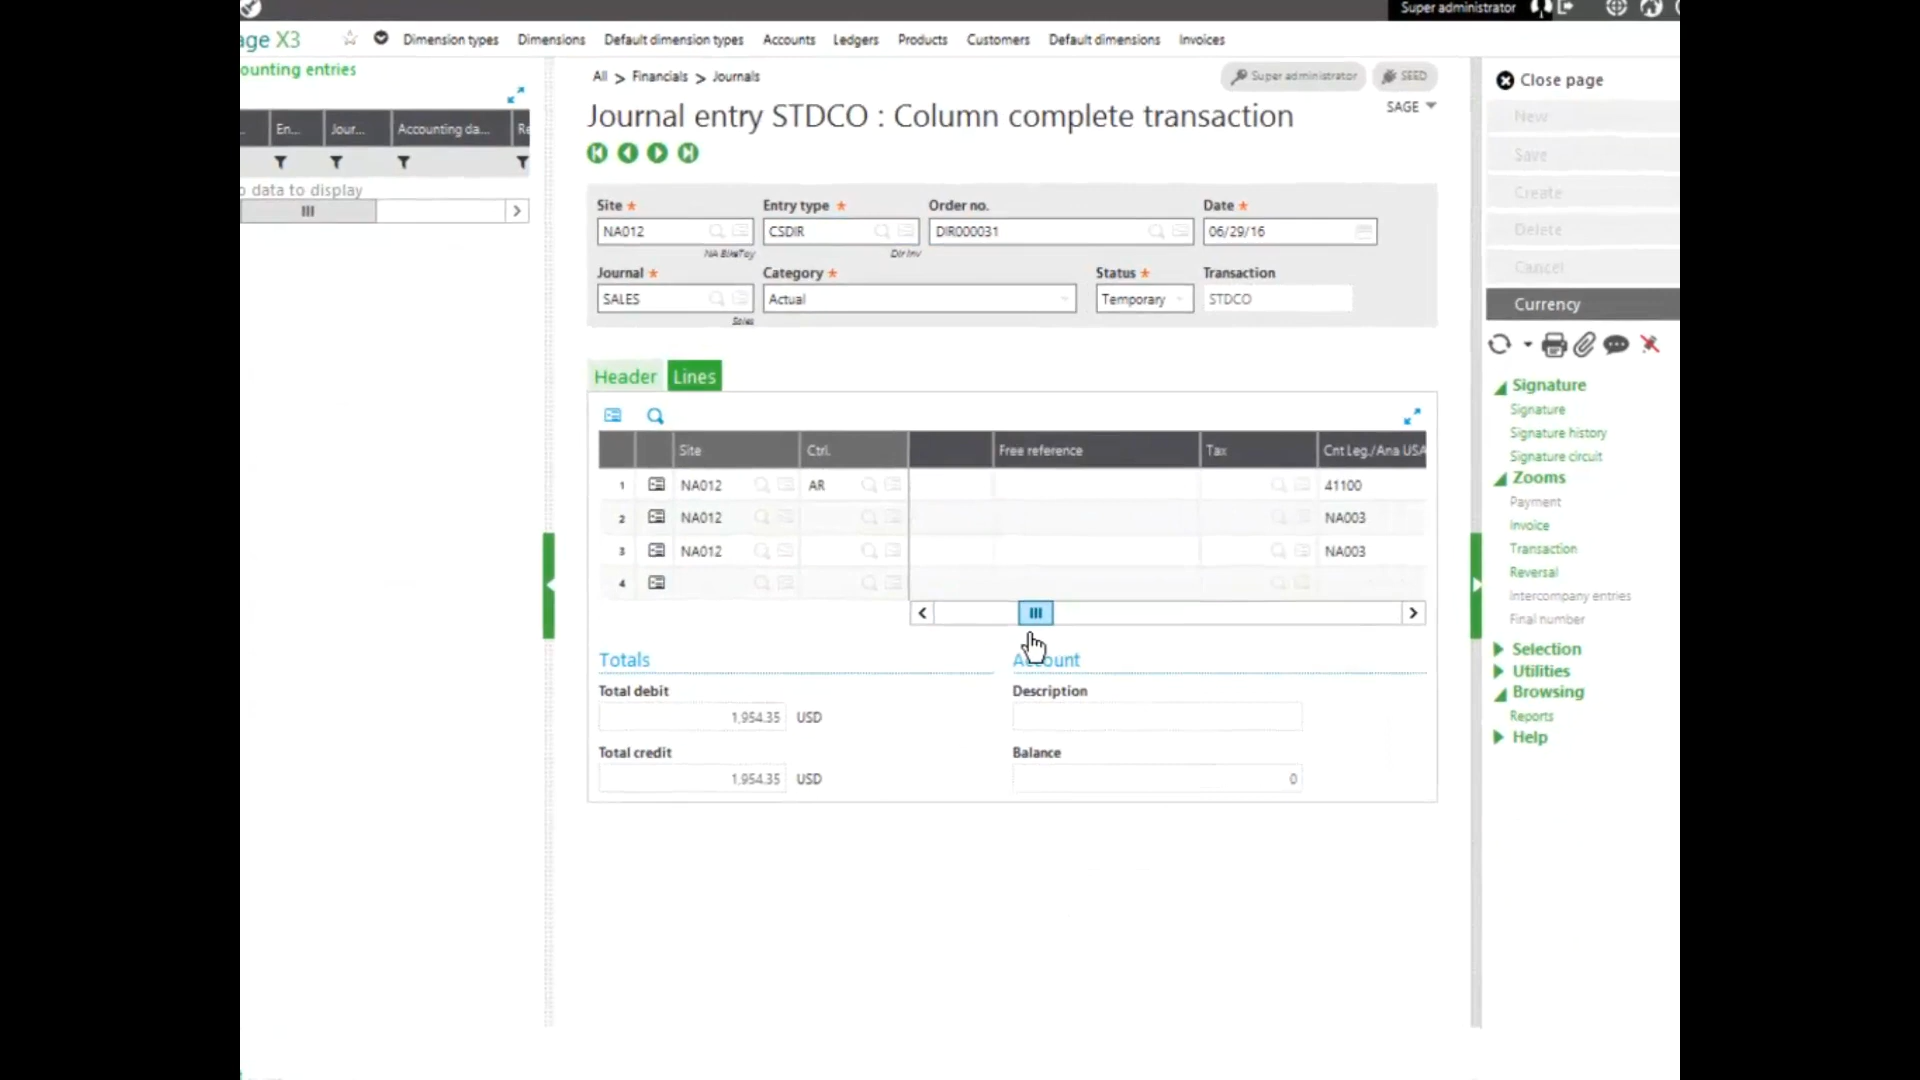 Super administrator
age X3
Dimension types
Dimensions
Default dimension types
Accounts
Ledgers
Products
Customers
Default dimensions
Invoices
ounting entries
En...
Jour...
Accounting da...
Re
data to display
All > Financials > Journals
Super administrator
SEED
Journal entry STDCO : Column complete transaction
SAGE
Site *
Entry type *
Order no.
Date *
NA012
CSDIR
DIR000031
06/29/16
NA BikeToy
Dir Inv
Journal *
Category *
Status *
Transaction
SALES
Actual
Temporary
STDCO
Sales
Header
Lines
Site
Ctrl.
Free reference
Tax
Cnt Leg./Ana USA
1
NA012
AR
41100
2
NA012
NA003
3
NA012
NA003
4
Totals
Account
Total debit
Description
1,954.35 USD
Total credit
Balance
1,954.35 USD
0
Close page
New
Save
Create
Delete
Cancel
Currency
Signature
Signature
Signature history
Signature circuit
Zooms
Payment
Invoice
Transaction
Reversal
Intercompany entries
Final number
Selection
Utilities
Browsing
Reports
Help